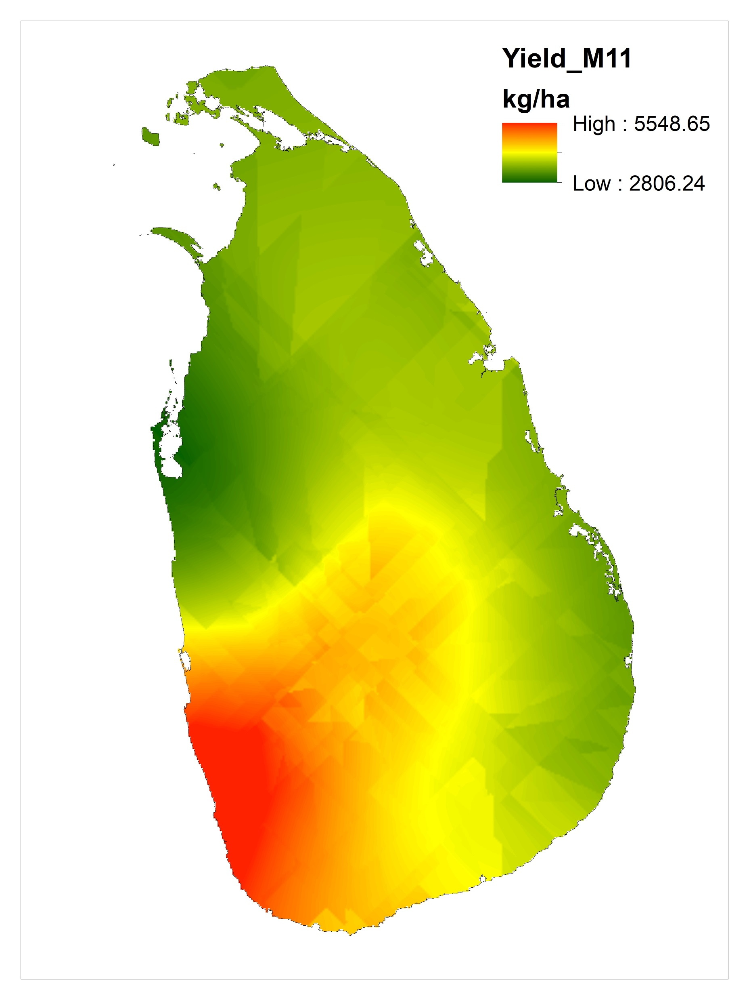 Yield_M11
kg/ha
High : 5548.65
Low : 2806.24